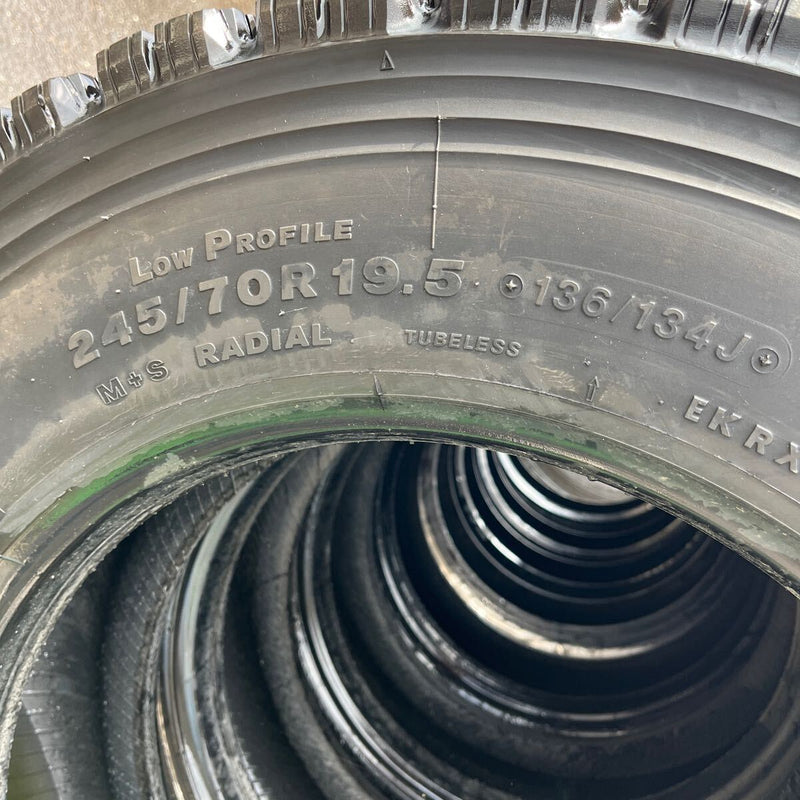 LOW PROFILE
245/70R19.5 136/134J
M+S RADIAL TUBELESS
EKRX